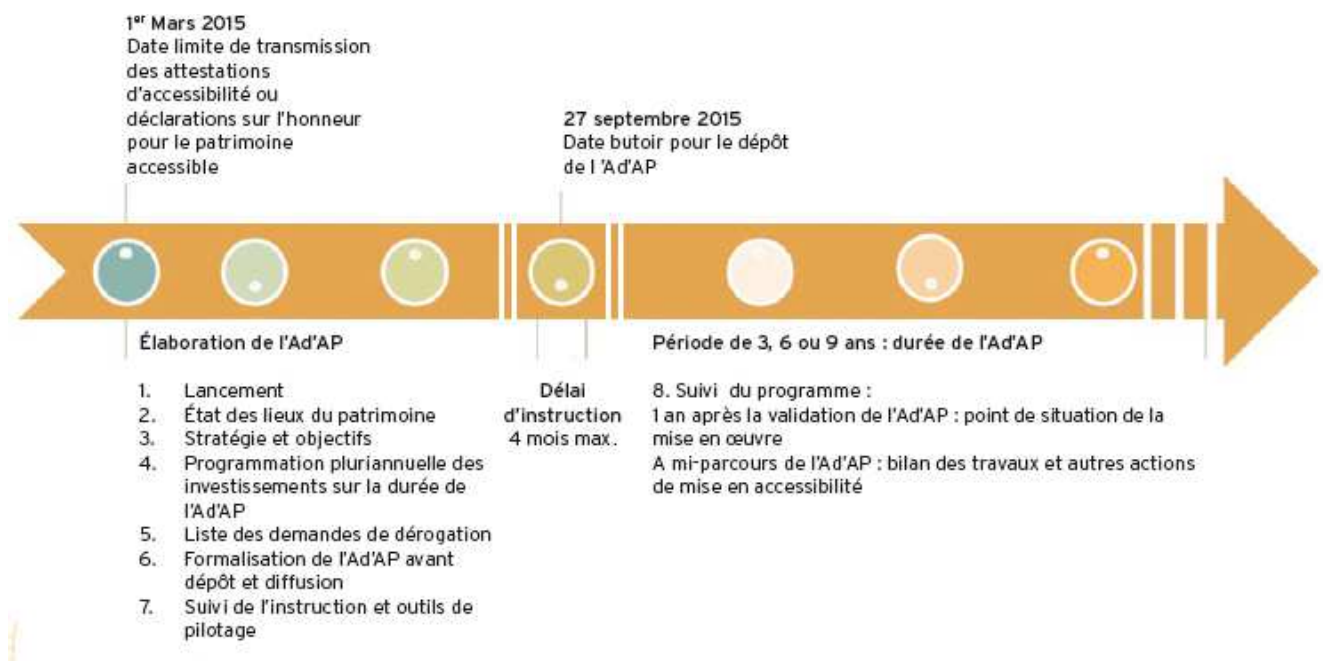 1er Mars 2015
Date limite de transmission
des attestations
d'accessibilité ou
déclarations sur l'honneur
pour le patrimoine
accessible
27 septembre 2015
Date butoir pour le dépôt
de l 'Ad'AP
Élaboration de l'Ad'AP
1. Lancement
2. État des lieux du patrimoine
3. Stratégie et objectifs
4. Programmation pluriannuelle des
investissements sur la durée de
l'Ad'AP
5. Liste des demandes de dérogation
6. Formalisation de l'Ad'AP avant
dépôt et diffusion
7. Suivi de l'instruction et outils de
pilotage
Délai
d'instruction
4 mois max.
Période de 3, 6 ou 9 ans : durée de l'Ad'AP
8. Suivi du programme :
1 an après la validation de l'Ad'AP : point de situation de la
mise en œuvre
A mi-parcours de l'Ad'AP : bilan des travaux et autres actions
de mise en accessibilité